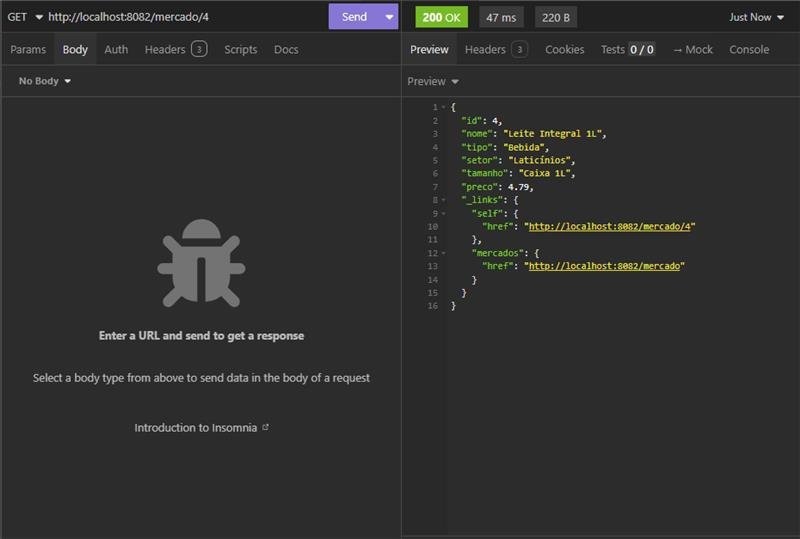 GET http://localhost:8082/mercado/4 Send
200 OK 47 ms 220 B Just Now
Params Body Auth Headers 3 Scripts Docs
Preview Headers 3 Cookies Tests 0 / 0 → Mock Console
No Body
Preview
1 {
2 "id": 4,
3 "nome": "Leite Integral 1L",
4 "tipo": "Bebida",
5 "setor": "Laticínios",
6 "tamanho": "Caixa 1L",
7 "preco": 4.79,
8 "_links": {
9 "self": {
10 "href": "http://localhost:8082/mercado/4"
11 },
12 "mercados": {
13 "href": "http://localhost:8082/mercado"
14 }
15 }
16 }
Enter a URL and send to get a response
Select a body type from above to send data in the body of a request
Introduction to Insomnia